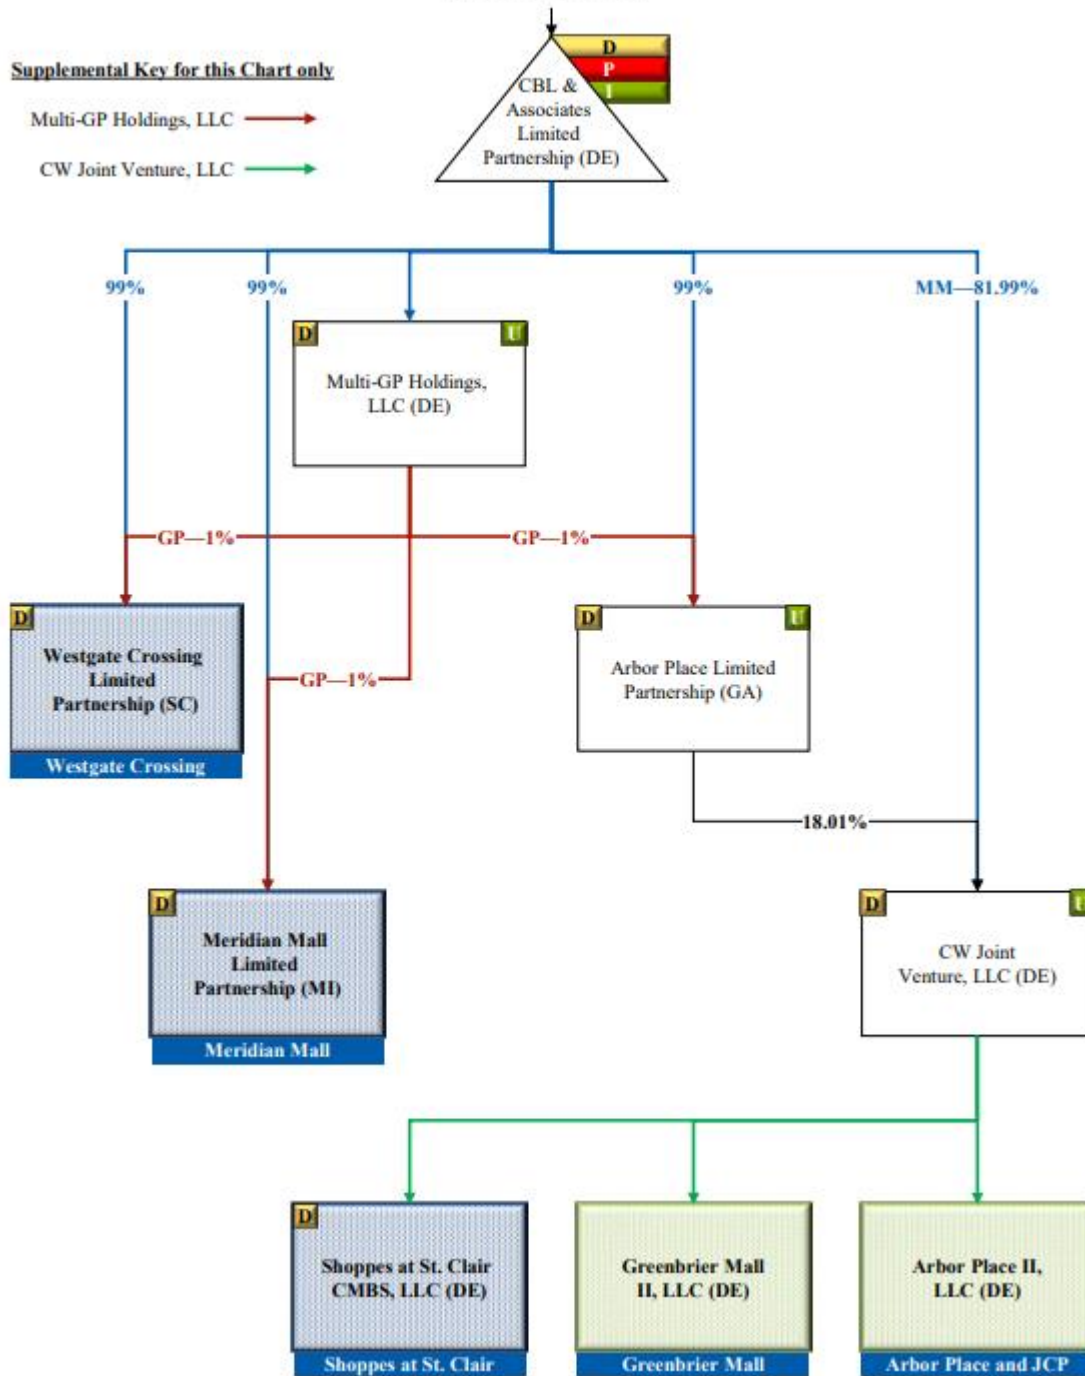 D
P
I
CBL &
Associates
Limited
Partnership (DE)
Supplemental Key for this Chart only
Multi-GP Holdings, LLC
CW Joint Venture, LLC
99%
99%
99%
MM—81.99%
D
U
Multi-GP Holdings,
LLC (DE)
GP—1%
GP—1%
D
Westgate Crossing
Limited
Partnership (SC)
Westgate Crossing
D
U
Arbor Place Limited
Partnership (GA)
GP—1%
18.01%
D
Meridian Mall
Limited
Partnership (MI)
Meridian Mall
D
U
CW Joint
Venture, LLC (DE)
D
Shoppes at St. Clair
CMBS, LLC (DE)
Shoppes at St. Clair
Greenbrier Mall
II, LLC (DE)
Greenbrier Mall
Arbor Place II,
LLC (DE)
Arbor Place and JCP